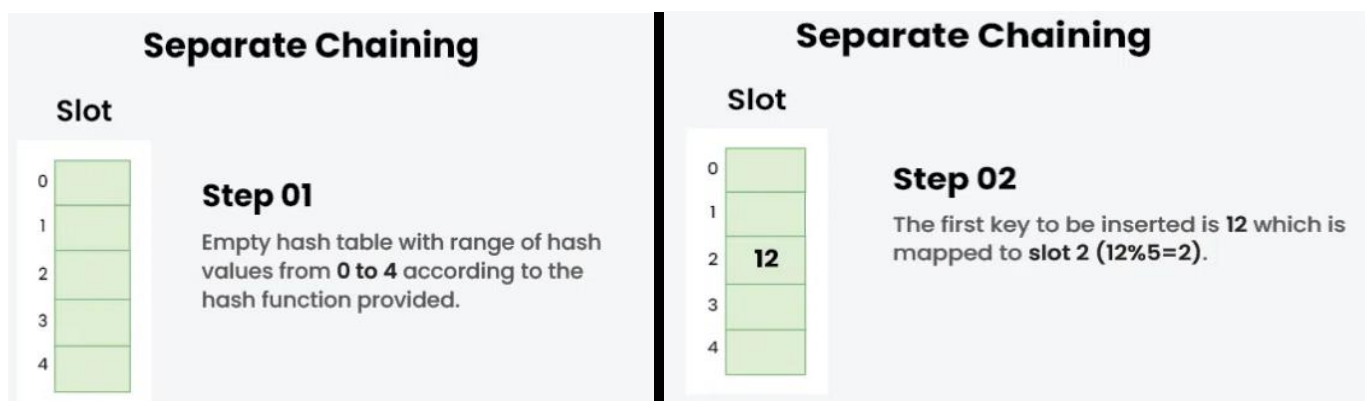 Separate Chaining
Slot
0
1
2
3
4
Step 01
Empty hash table with range of hash
values from 0 to 4 according to the
hash function provided.
Separate Chaining
Slot
0
1
2
3
4
12
Step 02
The first key to be inserted is 12 which is
mapped to slot 2 (12%5=2).